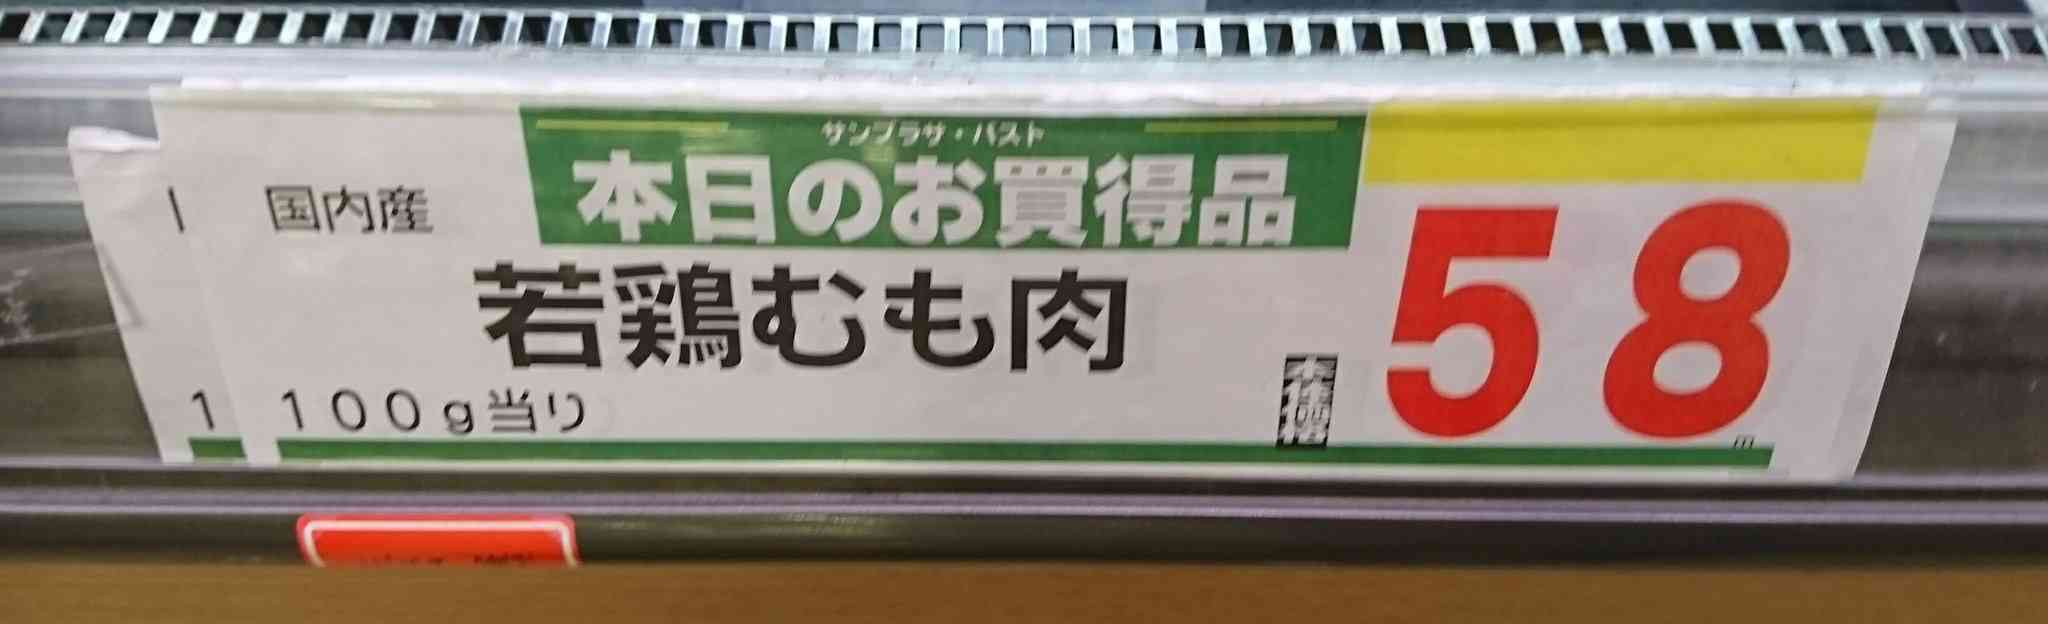 サンプラザ・パスト
本日のお買得品
国内産
若鶏むも肉
100g当り
本体価格
58
円
1